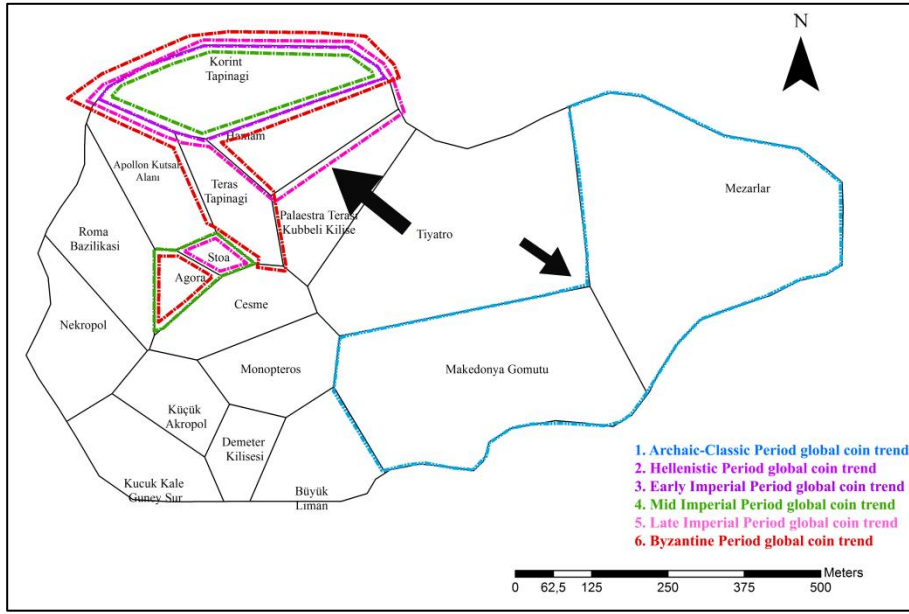 N
Korint
Tapinagi
Hamam
Apollon Kutsal
Alanı
Teras
Tapinagi
Mezarlar
Palaestra Terası
Kubbeli Kilise
Tiyatro
Roma
Bazilikasi
Stoa
Agora
Cesme
Nekropol
Monopteros
Makedonya Gomutu
Küçük
Akropol
Demeter
Kilisesi
Kucuk Kale
Guney Sur
Büyük
Lıman
1. Archaic-Classic Period global coin trend
2. Hellenistic Period global coin trend
3. Early Imperial Period global coin trend
4. Mid Imperial Period global coin trend
5. Late Imperial Period global coin trend
6. Byzantine Period global coin trend
Meters
0 62,5 125 250 375 500